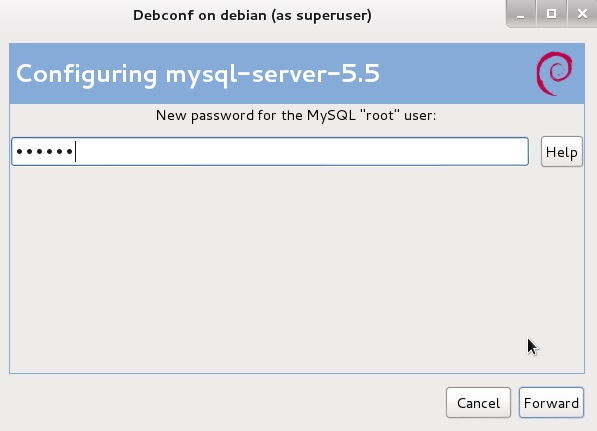 Debconf on debian (as superuser)
Configuring mysql-server-5.5
New password for the MySQL "root" user:
••••••
Help
Cancel
Forward